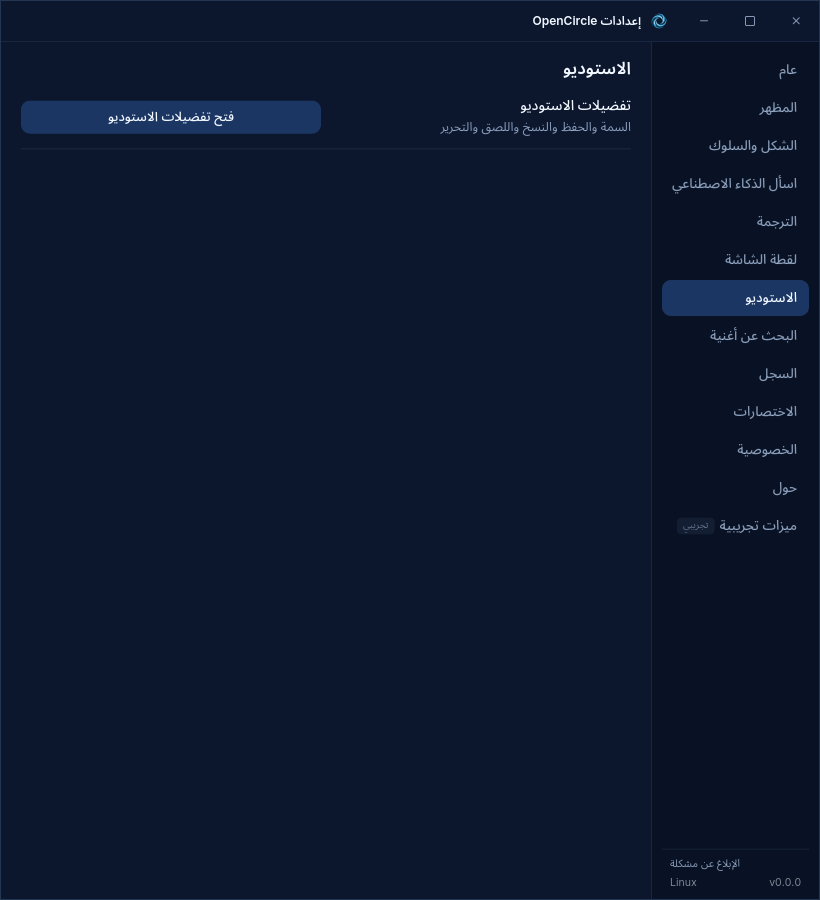 إعدادات OpenCircle
عام
المظهر
الشكل والسلوك
اسأل الذكاء الاصطناعي
الترجمة
لقطة الشاشة
الاستوديو
البحث عن أغنية
السجل
الاختصارات
الخصوصية
حول
ميزات تجريبية تجريبي
الإبلاغ عن مشكلة
v0.0.0 Linux
الاستوديو
تفضيلات الاستوديو
السمة والحفظ والنسخ واللصق والتحرير
فتح تفضيلات الاستوديو